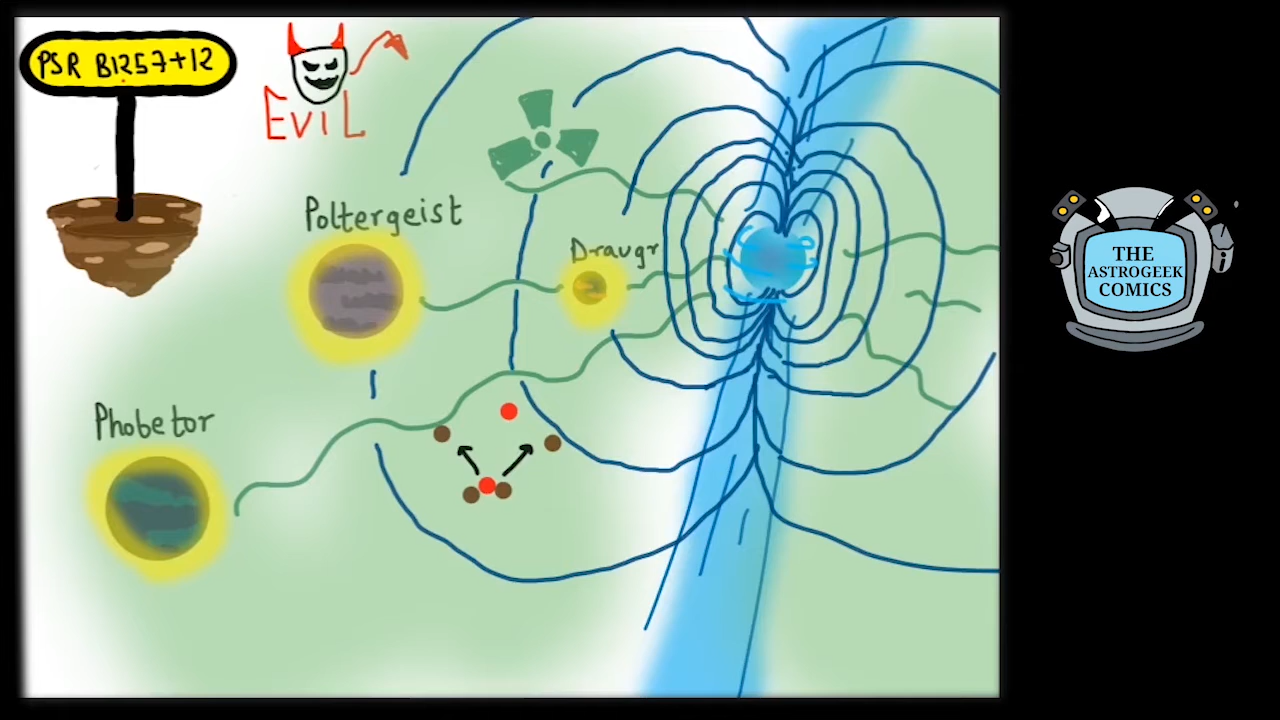 PSR B1257+12
EVIL
Poltergeist
Draugr
Phobetor
THE
ASTROGEEK
COMICS